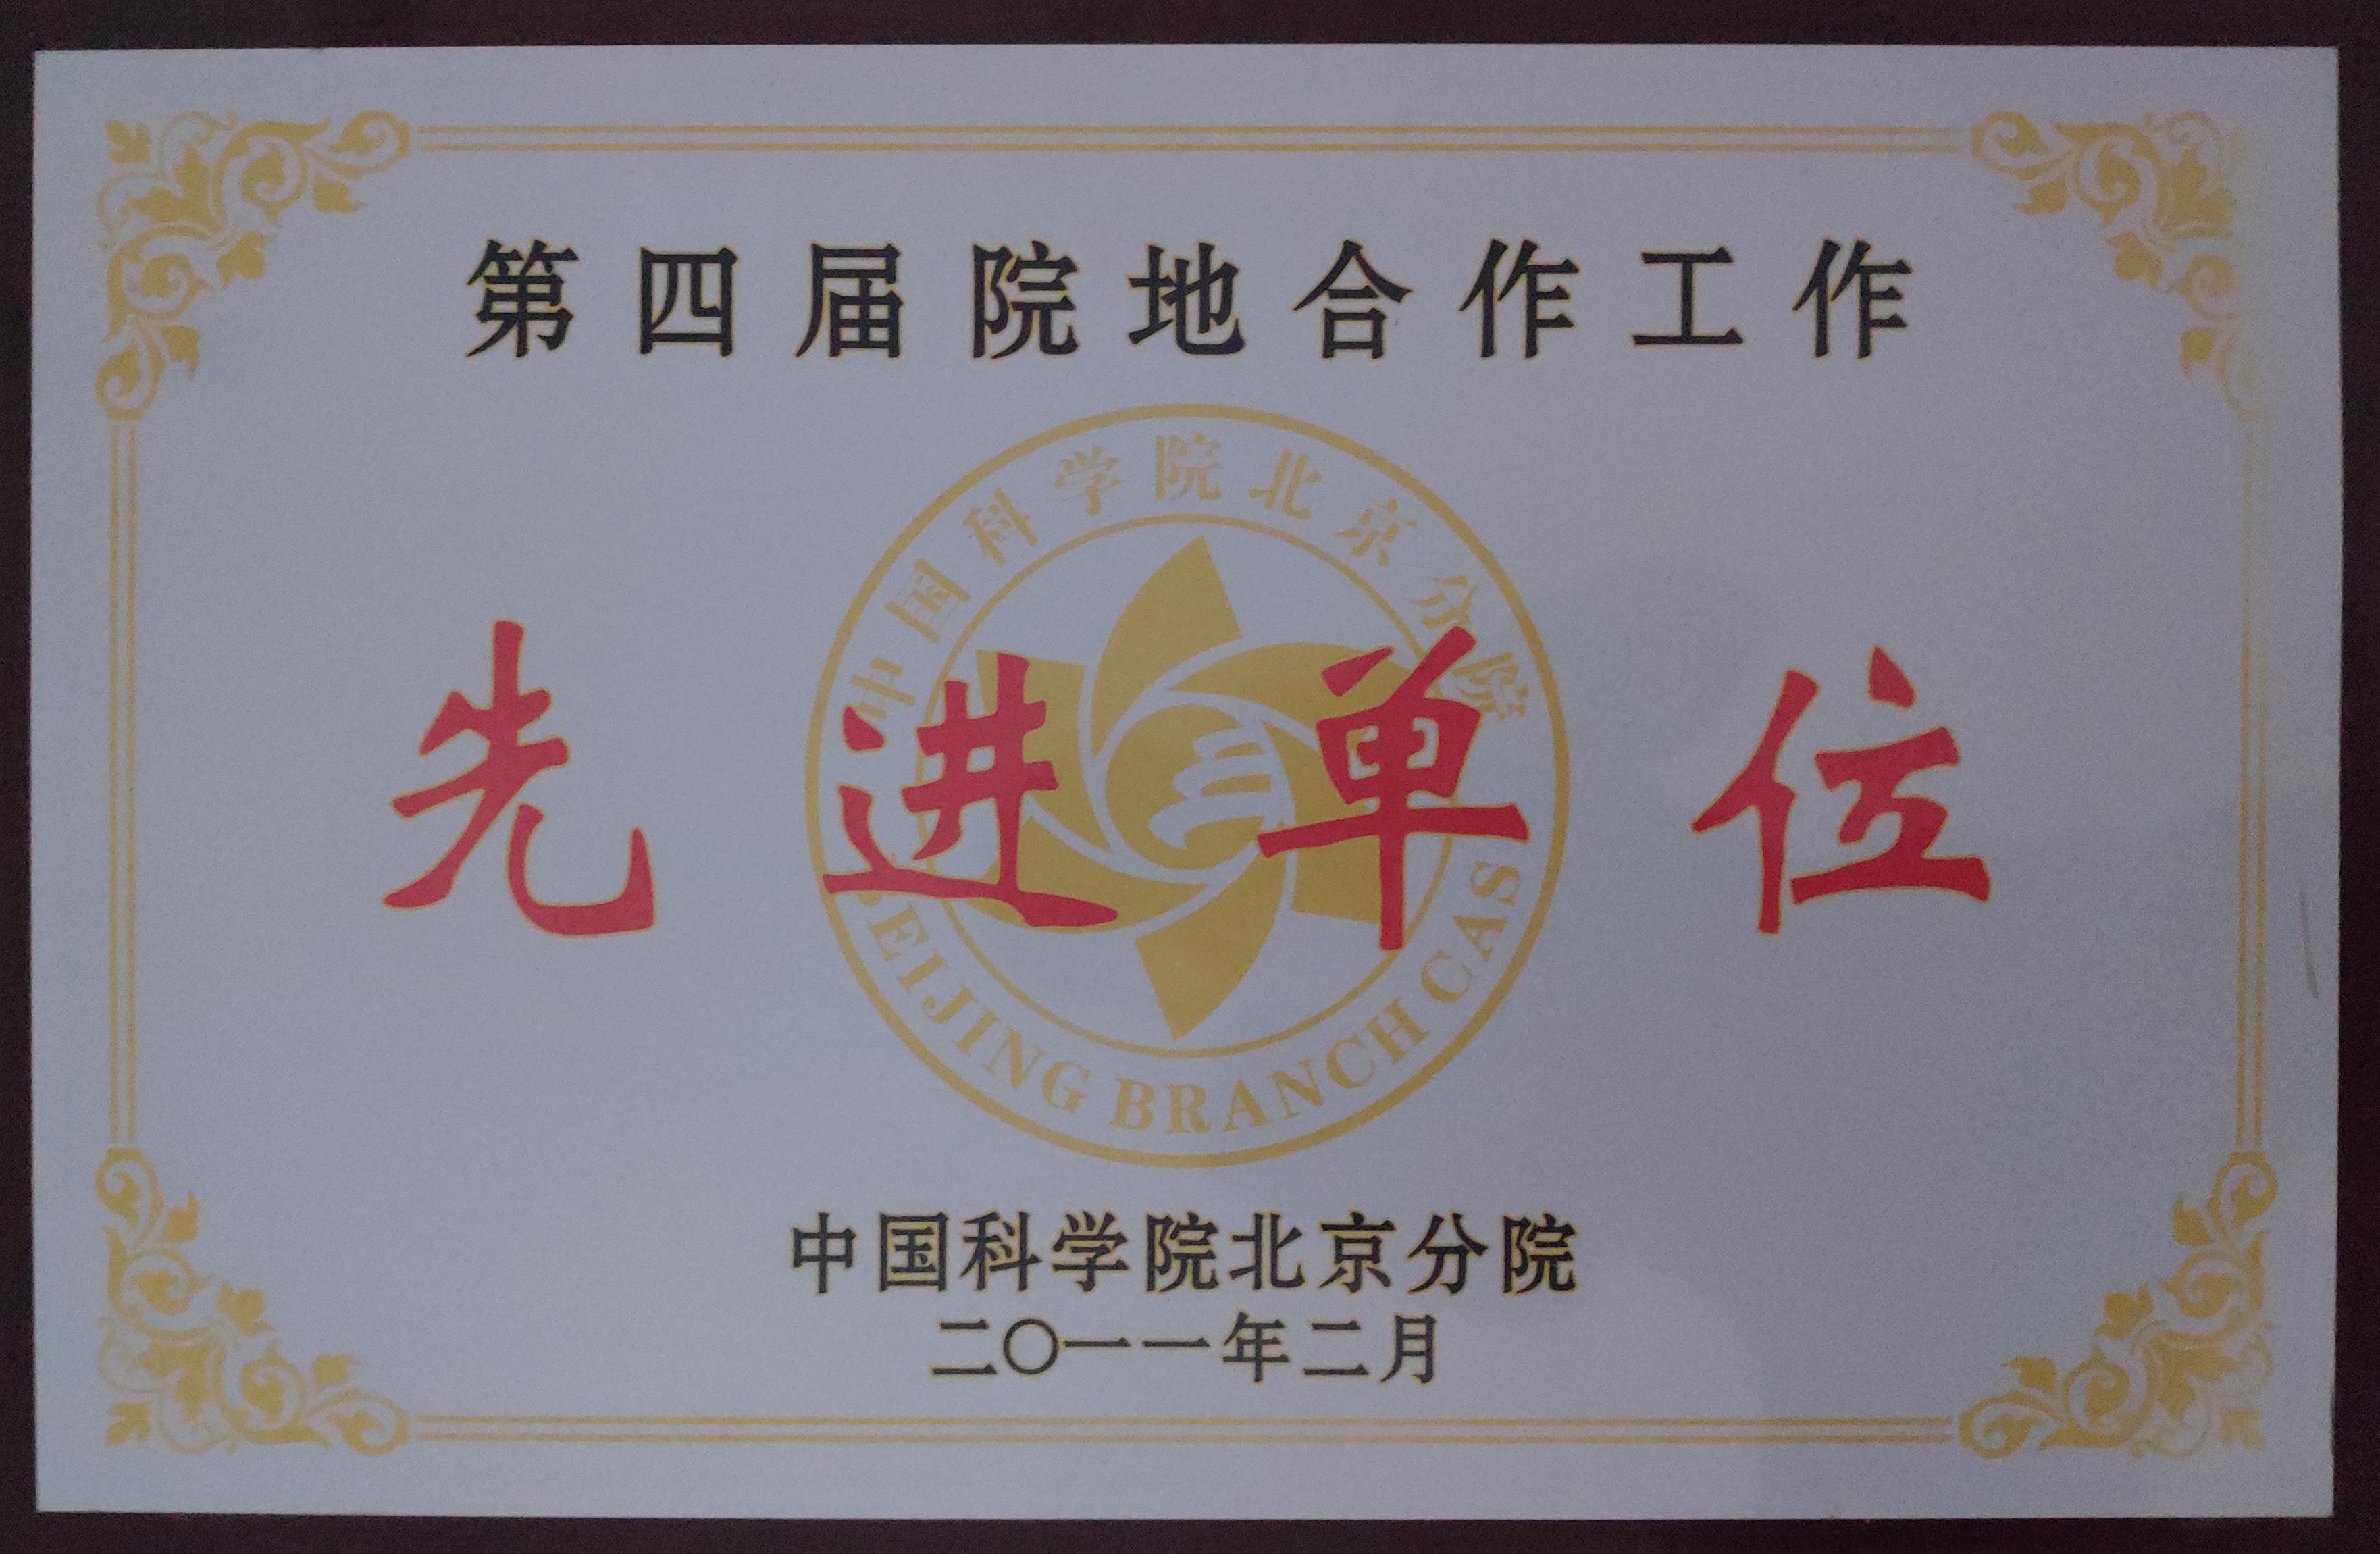 第四届院地合作工作
中国科学院北京分院
先进单位
BEIJING BRANCH CAS
中国科学院北京分院
二〇一一年二月